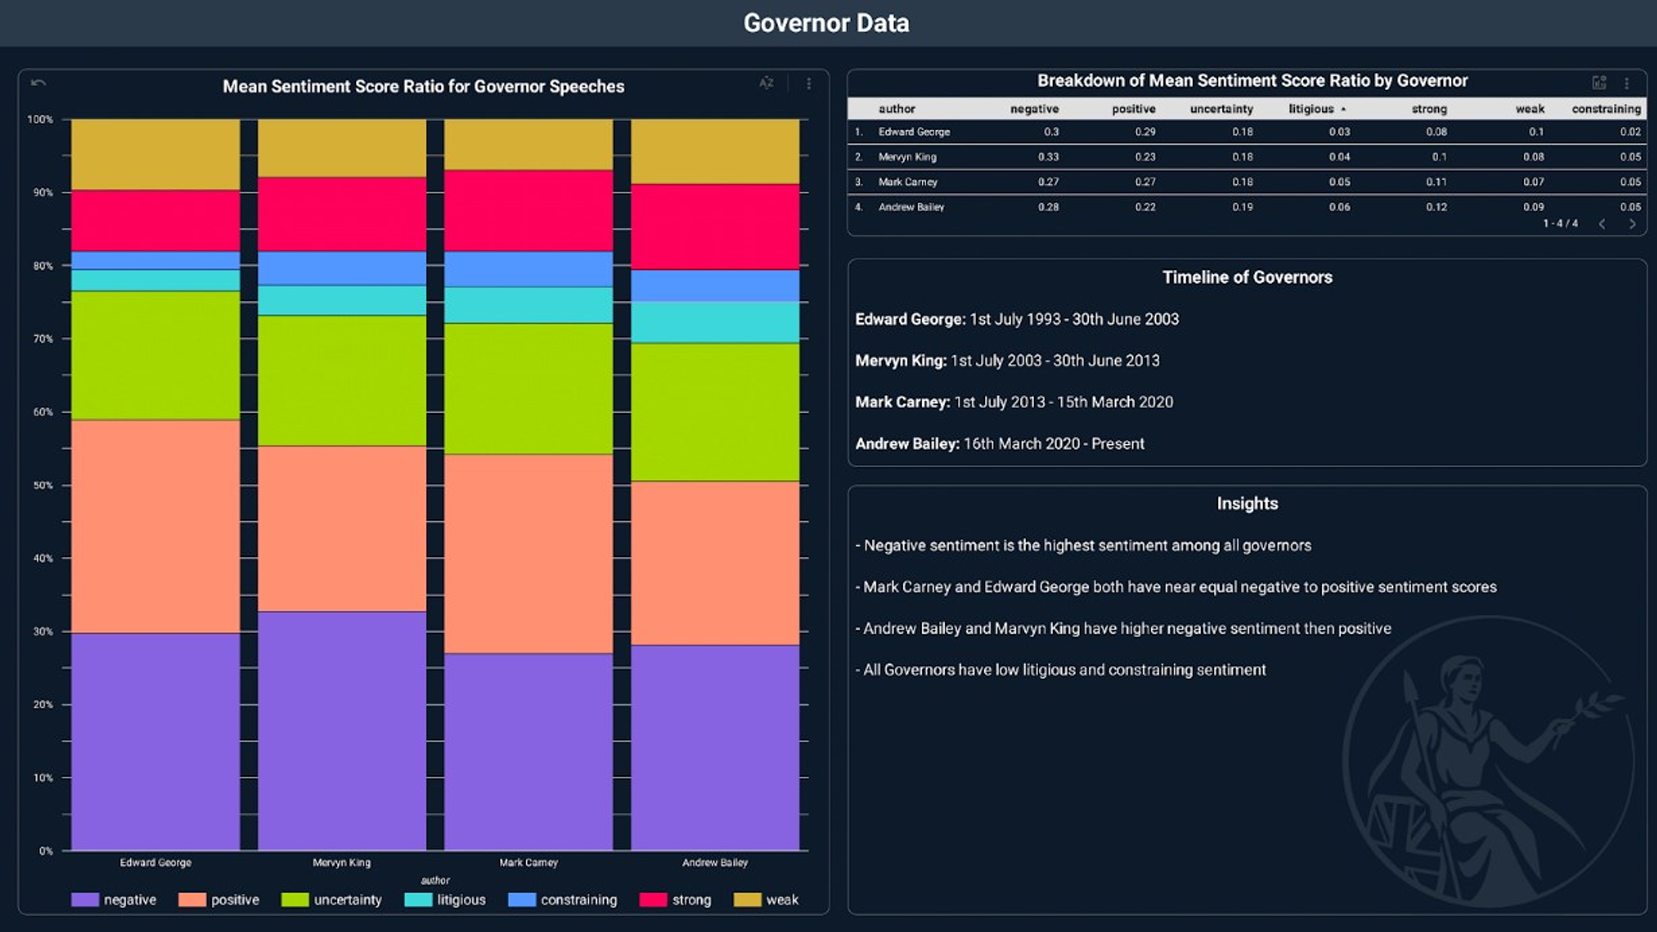 Governor Data
Mean Sentiment Score Ratio for Governor Speeches
100%
90%
80%
70%
60%
50%
40%
30%
20%
10%
0%
Edward George Mervyn King Mark Carney Andrew Bailey
author
negative positive uncertainty litigious constraining strong weak
Breakdown of Mean Sentiment Score Ratio by Governor
author negative positive uncertainty litigious strong weak constraining
1. Edward George 0.3 0.29 0.18 0.03 0.08 0.1 0.02
2. Mervyn King 0.33 0.23 0.18 0.04 0.1 0.08 0.05
3. Mark Carney 0.27 0.27 0.18 0.05 0.11 0.07 0.05
4. Andrew Bailey 0.28 0.22 0.19 0.06 0.12 0.09 0.05
1 - 4 / 4
Timeline of Governors
Edward George: 1st July 1993 - 30th June 2003
Mervyn King: 1st July 2003 - 30th June 2013
Mark Carney: 1st July 2013 - 15th March 2020
Andrew Bailey: 16th March 2020 - Present
Insights
- Negative sentiment is the highest sentiment among all governors
- Mark Carney and Edward George both have near equal negative to positive sentiment scores
- Andrew Bailey and Marvyn King have higher negative sentiment then positive
- All Governors have low litigious and constraining sentiment